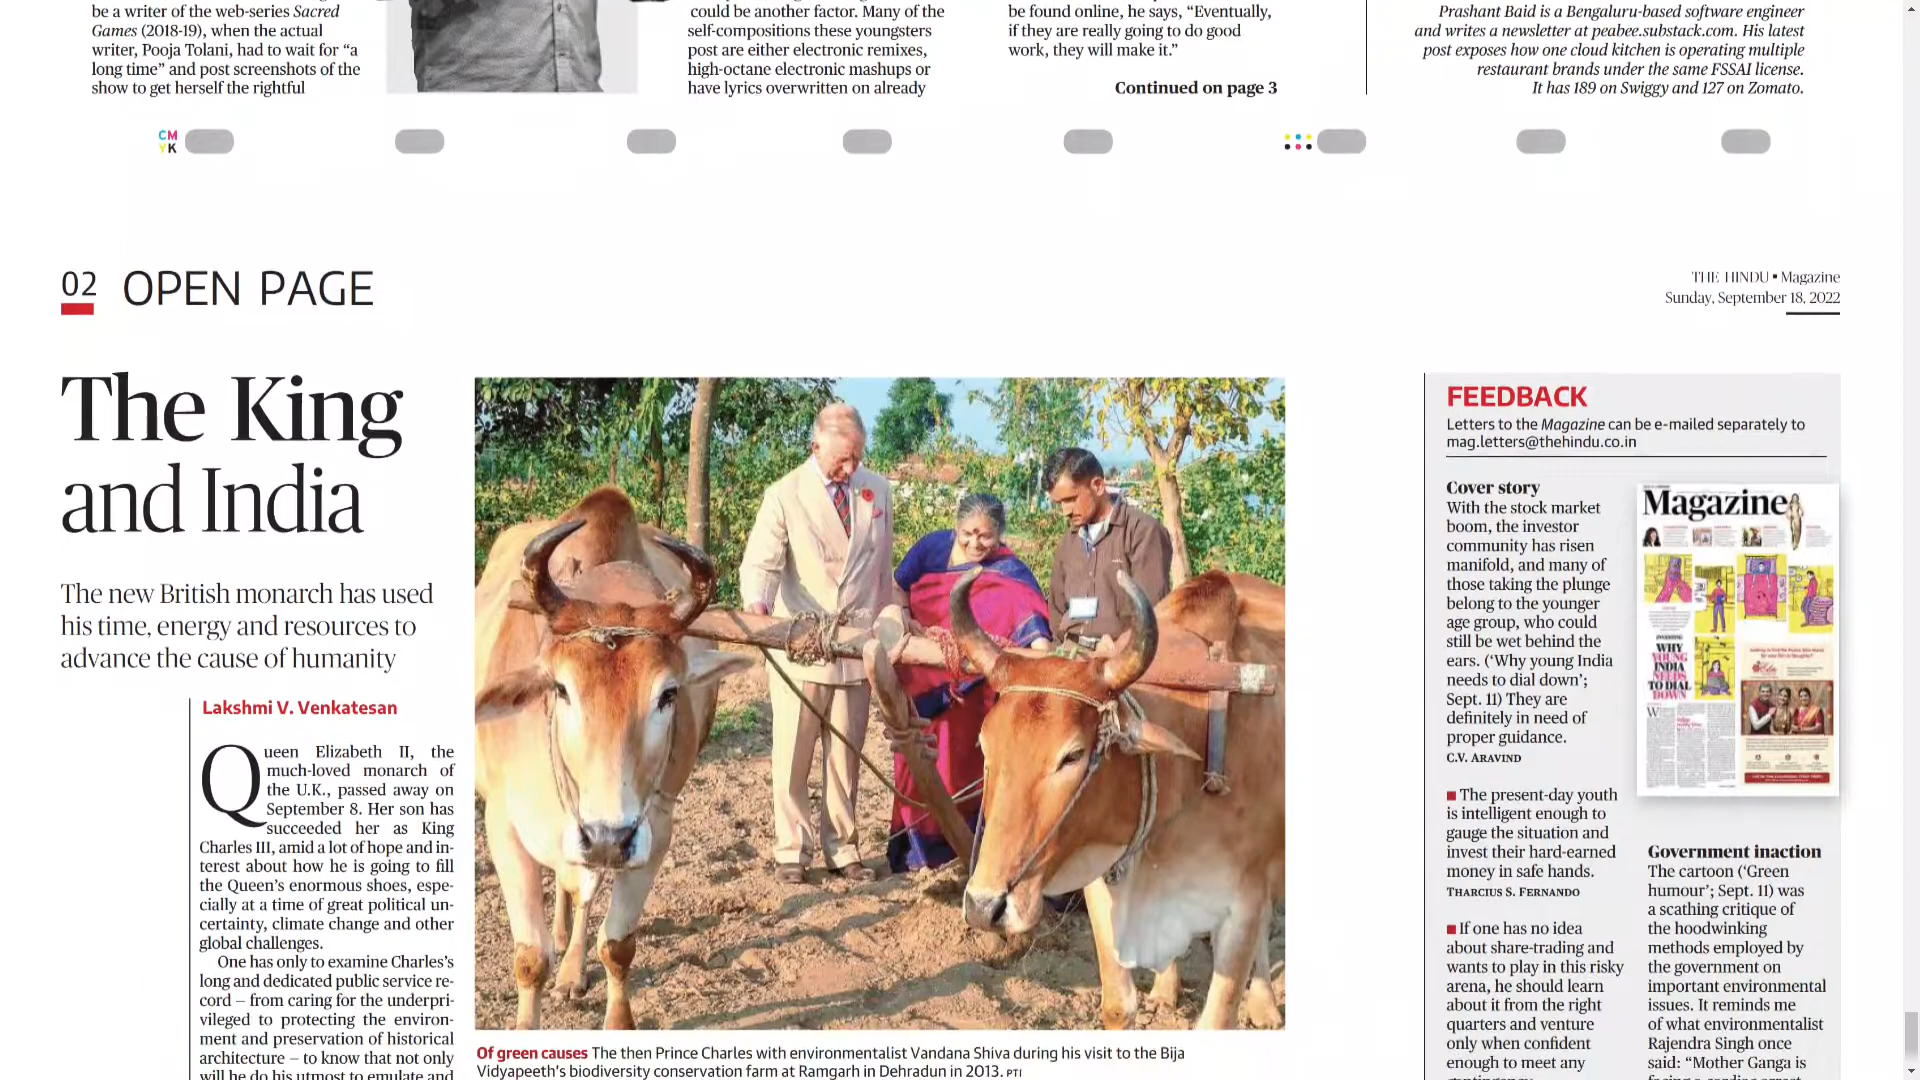 be a writer of the web-series Sacred
Games (2018-19), when the actual
writer, Pooja Tolani, had to wait for “a
long time” and post screenshots of the
show to get herself the rightful
could be another factor. Many of the
self-compositions these youngsters
post are either electronic remixes,
high-octane electronic mashups or
have lyrics overwritten on already
be found online, he says, “Eventually,
if they are really going to do good
work, they will make it.”
Continued on page 3
Prashant Baid is a Bengaluru-based software engineer
and writes a newsletter at peabee.substack.com. His latest
post exposes how one cloud kitchen is operating multiple
restaurant brands under the same FSSAI license.
It has 189 on Swiggy and 127 on Zomato.
CM
YK
02 OPEN PAGE
THE HINDU ▪ Magazine
Sunday, September 18, 2022
The King
and India
The new British monarch has used
his time, energy and resources to
advance the cause of humanity
Lakshmi V. Venkatesan
Queen Elizabeth II, the
much-loved monarch of
the U.K., passed away on
September 8. Her son has
succeeded her as King
Charles III, amid a lot of hope and in-
terest about how he is going to fill
the Queen’s enormous shoes, espe-
cially at a time of great political un-
certainty, climate change and other
global challenges.
One has only to examine Charles’s
long and dedicated public service re-
cord – from caring for the underpri-
vileged to protecting the environ-
ment and preservation of historical
architecture – to know that not only
will he do his utmost to emulate and
Of green causes The then Prince Charles with environmentalist Vandana Shiva during his visit to the Bija
Vidyapeeth’s biodiversity conservation farm at Ramgarh in Dehradun in 2013. PTI
FEEDBACK
Letters to the Magazine can be e-mailed separately to
mag.letters@thehindu.co.in
Cover story
With the stock market
boom, the investor
community has risen
manifold, and many of
those taking the plunge
belong to the younger
age group, who could
still be wet behind the
ears. (‘Why young India
needs to dial down’;
Sept. 11) They are
definitely in need of
proper guidance.
C.V. ARAVIND
■ The present-day youth
is intelligent enough to
gauge the situation and
invest their hard-earned
money in safe hands.
THARCIUS S. FERNANDO
■ If one has no idea
about share-trading and
wants to play in this risky
arena, he should learn
about it from the right
quarters and venture
only when confident
enough to meet any
Magazine
WHY
YOUNG
INDIA
NEEDS
TO DIAL
DOWN
Government inaction
The cartoon (‘Green
humour’; Sept. 11) was
a scathing critique of
the hoodwinking
methods employed by
the government on
important environmental
issues. It reminds me
of what environmentalist
Rajendra Singh once
said: “Mother Ganga is